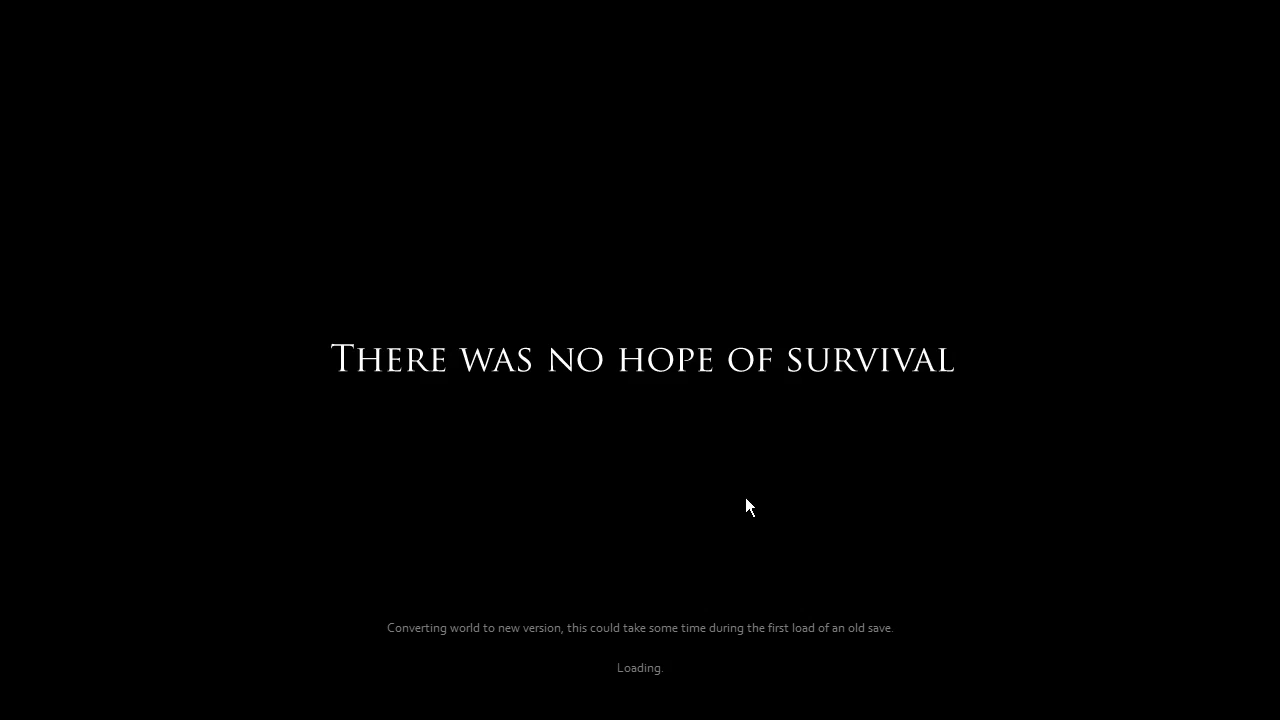 There was no hope of survival
Converting world to new version, this could take some time during the first load of an old save.
Loading.